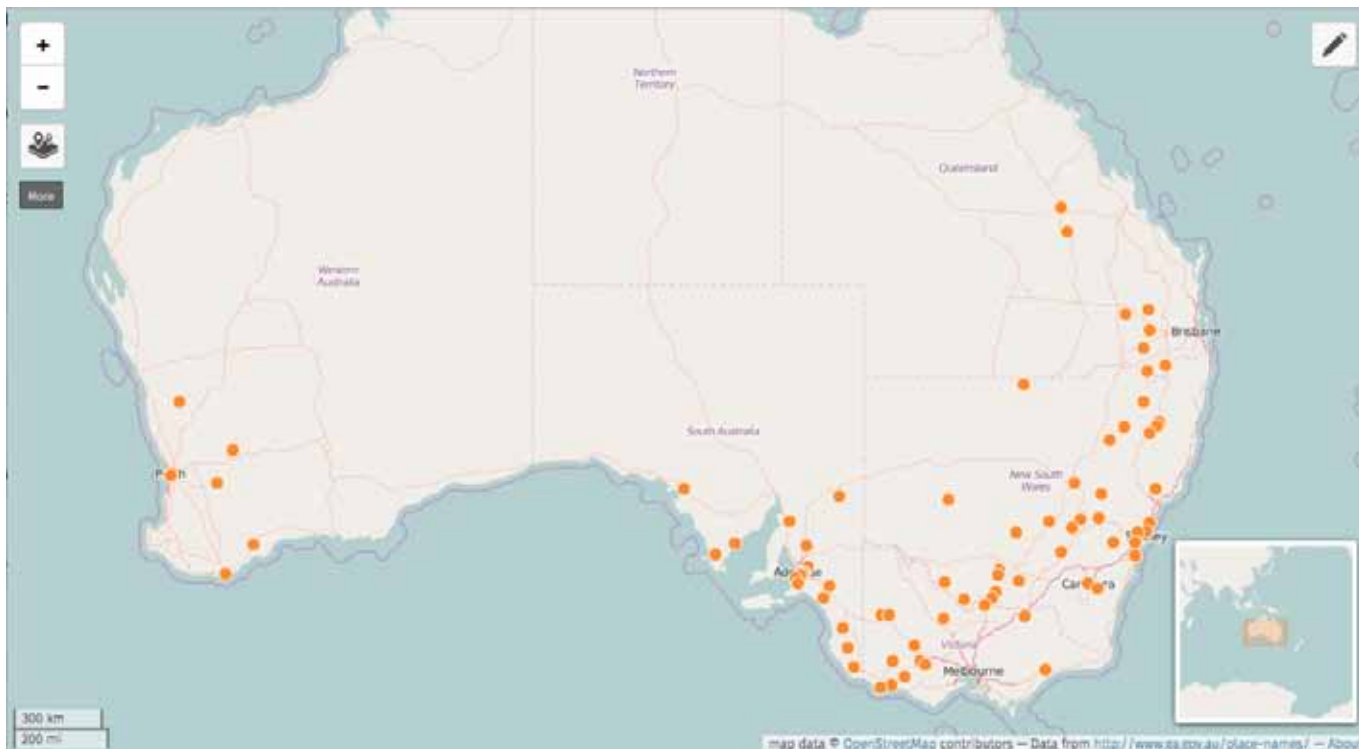 +
Northern
Territory
−
Queensland
More
Western
Australia
Brisbane
South Australia
New South
Wales
Victoria
Melbourne
300 km
200 mi
map data © OpenStreetMap contributors — Data from http://www.ga.gov.au/place-names/ — About